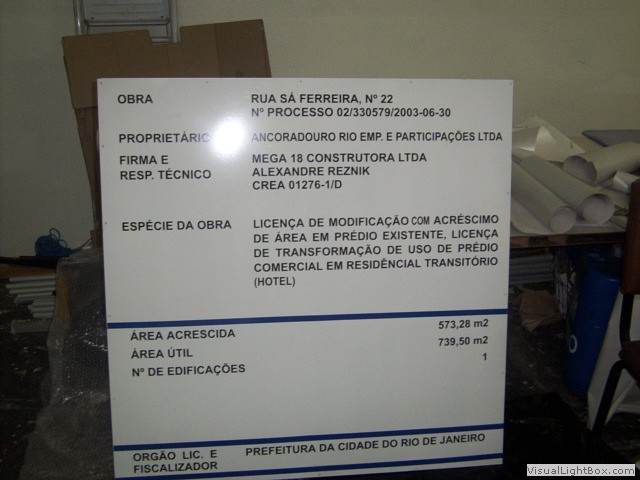 OBRA RUA SÁ FERREIRA, Nº 22
Nº PROCESSO 02/330579/2003-06-30
PROPRIETÁRIO ANCORADOURO RIO EMP. E PARTICIPAÇÕES LTDA
FIRMA E MEGA 18 CONSTRUTORA LTDA
RESP. TÉCNICO ALEXANDRE REZNIK
CREA 01276-1/D
ESPÉCIE DA OBRA LICENÇA DE MODIFICAÇÃO COM ACRÉSCIMO
DE ÁREA EM PRÉDIO EXISTENTE, LICENÇA
DE TRANSFORMAÇÃO DE USO DE PRÉDIO
COMERCIAL EM RESIDÊNCIAL TRANSITÓRIO
(HOTEL)
ÁREA ACRESCIDA 573,28 m2
ÁREA ÚTIL 739,50 m2
Nº DE EDIFICAÇÕES 1
ORGÃO LIC. E PREFEITURA DA CIDADE DO RIO DE JANEIRO
FISCALIZADOR
VisualLightBox.com